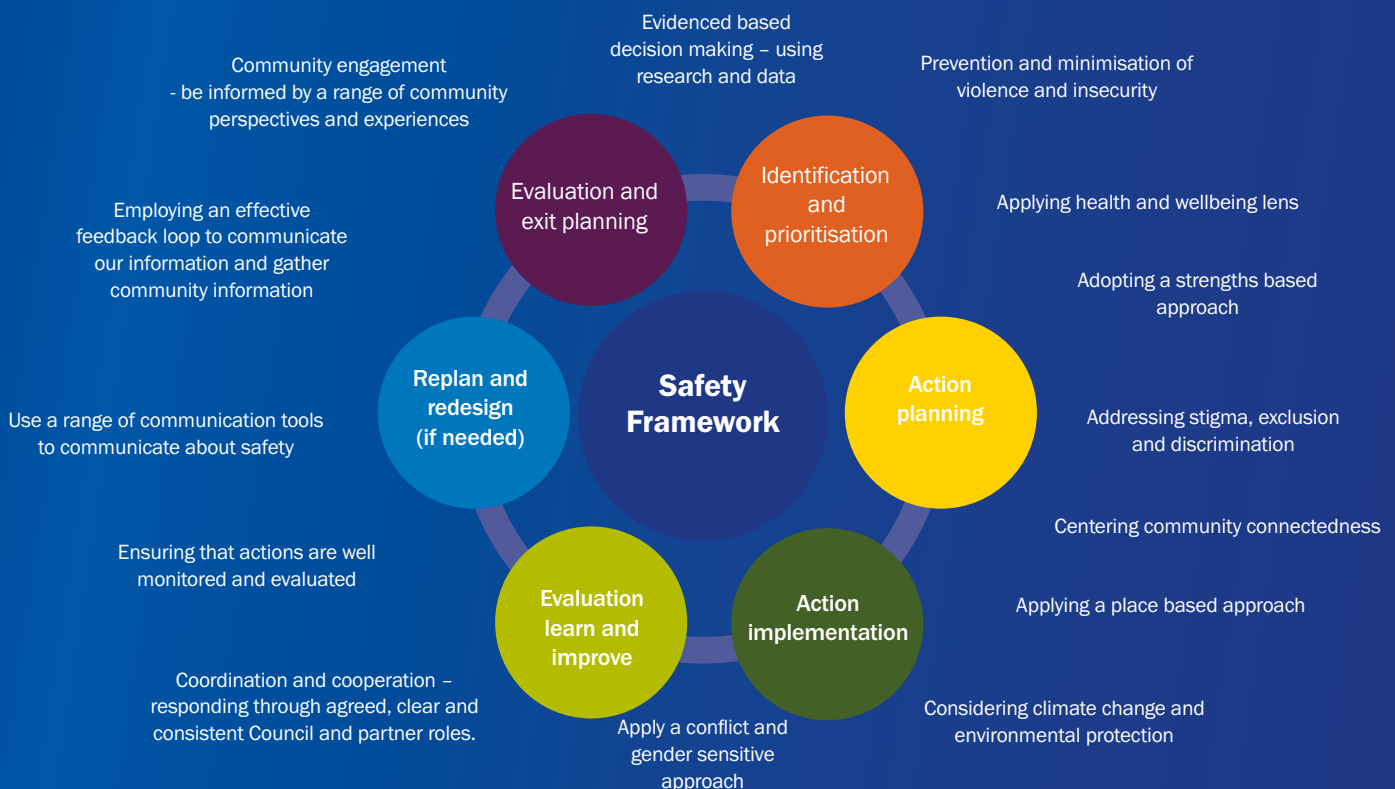 Evidenced based
decision making – using
research and data
Community engagement
- be informed by a range of community
perspectives and experiences
Prevention and minimisation of
violence and insecurity
Evaluation and
exit planning
Identification
and
prioritisation
Employing an effective
feedback loop to communicate
our information and gather
community information
Applying health and wellbeing lens
Adopting a strengths based
approach
Replan and
redesign
(if needed)
Safety
Framework
Action
planning
Use a range of communication tools
to communicate about safety
Addressing stigma, exclusion
and discrimination
Centering community connectedness
Ensuring that actions are well
monitored and evaluated
Evaluation
learn and
improve
Action
implementation
Applying a place based approach
Coordination and cooperation –
responding through agreed, clear and
consistent Council and partner roles.
Apply a conflict and
gender sensitive
approach
Considering climate change and
environmental protection